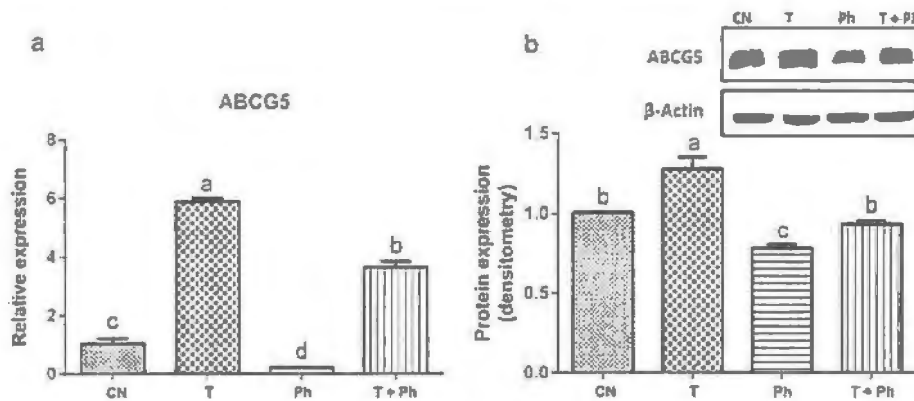 a
ABCG5
Relative expression
8
6
4
2
0
c
a
d
b
CN
T
Ph
T + Ph
b
CN T Ph T + P
ABCG5
β-Actin
Protein expression
(densitometry)
1.5
1.0
0.5
0.0
b
a
c
b
CN
T
Ph
T + Ph